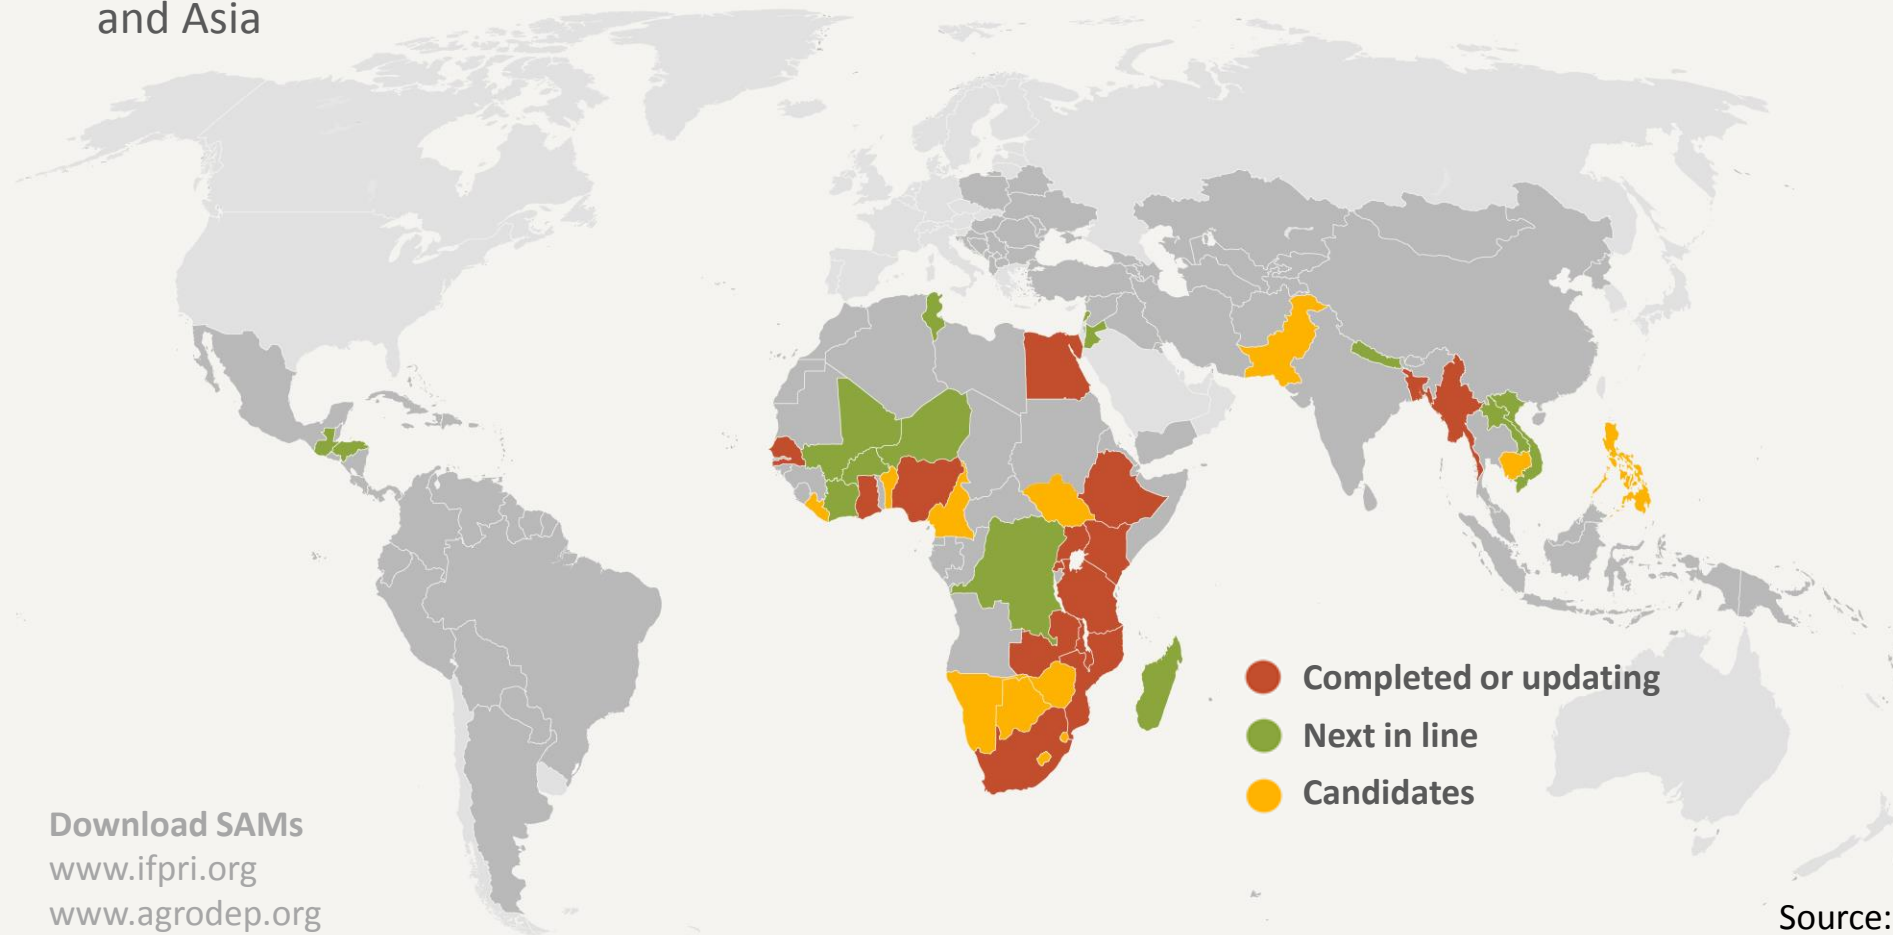 and Asia
Completed or updating
Next in line
Candidates
Download SAMs
www.ifpri.org
www.agrodep.org
Source: